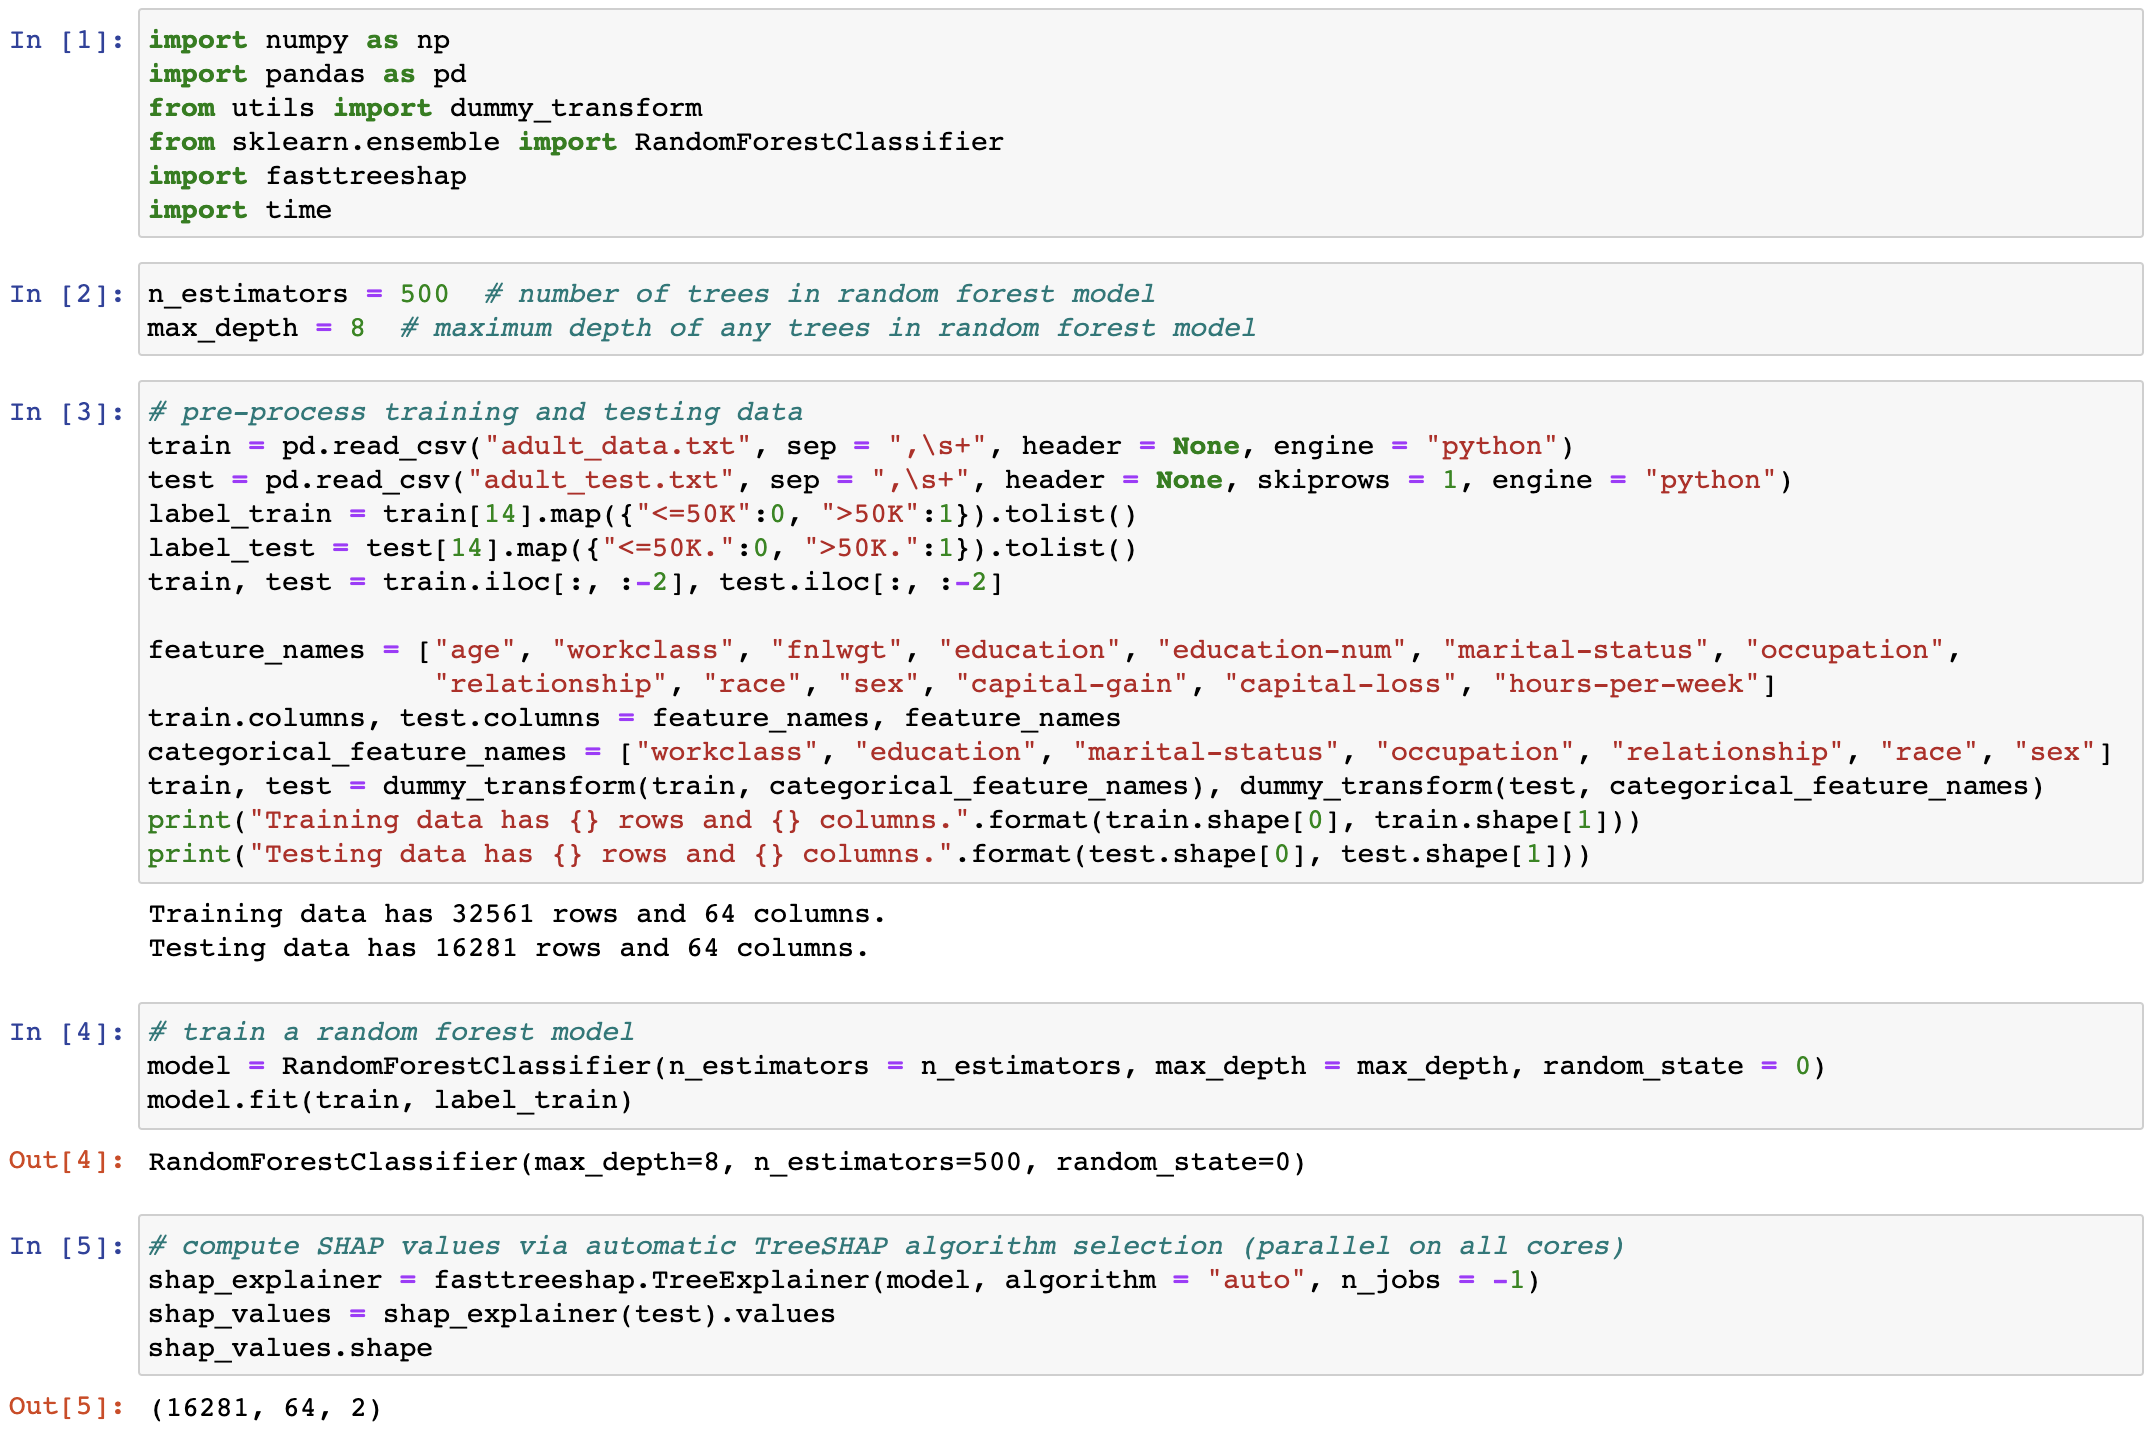 In [1]: import numpy as np
import pandas as pd
from utils import dummy_transform
from sklearn.ensemble import RandomForestClassifier
import fasttreeshap
import time
In [2]: n_estimators = 500  # number of trees in random forest model
max_depth = 8  # maximum depth of any trees in random forest model
In [3]: # pre-process training and testing data
train = pd.read_csv("adult_data.txt", sep = ",\s+", header = None, engine = "python")
test = pd.read_csv("adult_test.txt", sep = ",\s+", header = None, skiprows = 1, engine = "python")
label_train = train[14].map({"<=50K":0, ">50K":1}).tolist()
label_test = test[14].map({"<=50K.":0, ">50K.":1}).tolist()
train, test = train.iloc[:, :-2], test.iloc[:, :-2]
feature_names = ["age", "workclass", "fnlwgt", "education", "education-num", "marital-status", "occupation",
"relationship", "race", "sex", "capital-gain", "capital-loss", "hours-per-week"]
train.columns, test.columns = feature_names, feature_names
categorical_feature_names = ["workclass", "education", "marital-status", "occupation", "relationship", "race", "sex"]
train, test = dummy_transform(train, categorical_feature_names), dummy_transform(test, categorical_feature_names)
print("Training data has {} rows and {} columns.".format(train.shape[0], train.shape[1]))
print("Testing data has {} rows and {} columns.".format(test.shape[0], test.shape[1]))
Training data has 32561 rows and 64 columns.
Testing data has 16281 rows and 64 columns.
In [4]: # train a random forest model
model = RandomForestClassifier(n_estimators = n_estimators, max_depth = max_depth, random_state = 0)
model.fit(train, label_train)
Out[4]: RandomForestClassifier(max_depth=8, n_estimators=500, random_state=0)
In [5]: # compute SHAP values via automatic TreeSHAP algorithm selection (parallel on all cores)
shap_explainer = fasttreeshap.TreeExplainer(model, algorithm = "auto", n_jobs = -1)
shap_values = shap_explainer(test).values
shap_values.shape
Out[5]: (16281, 64, 2)